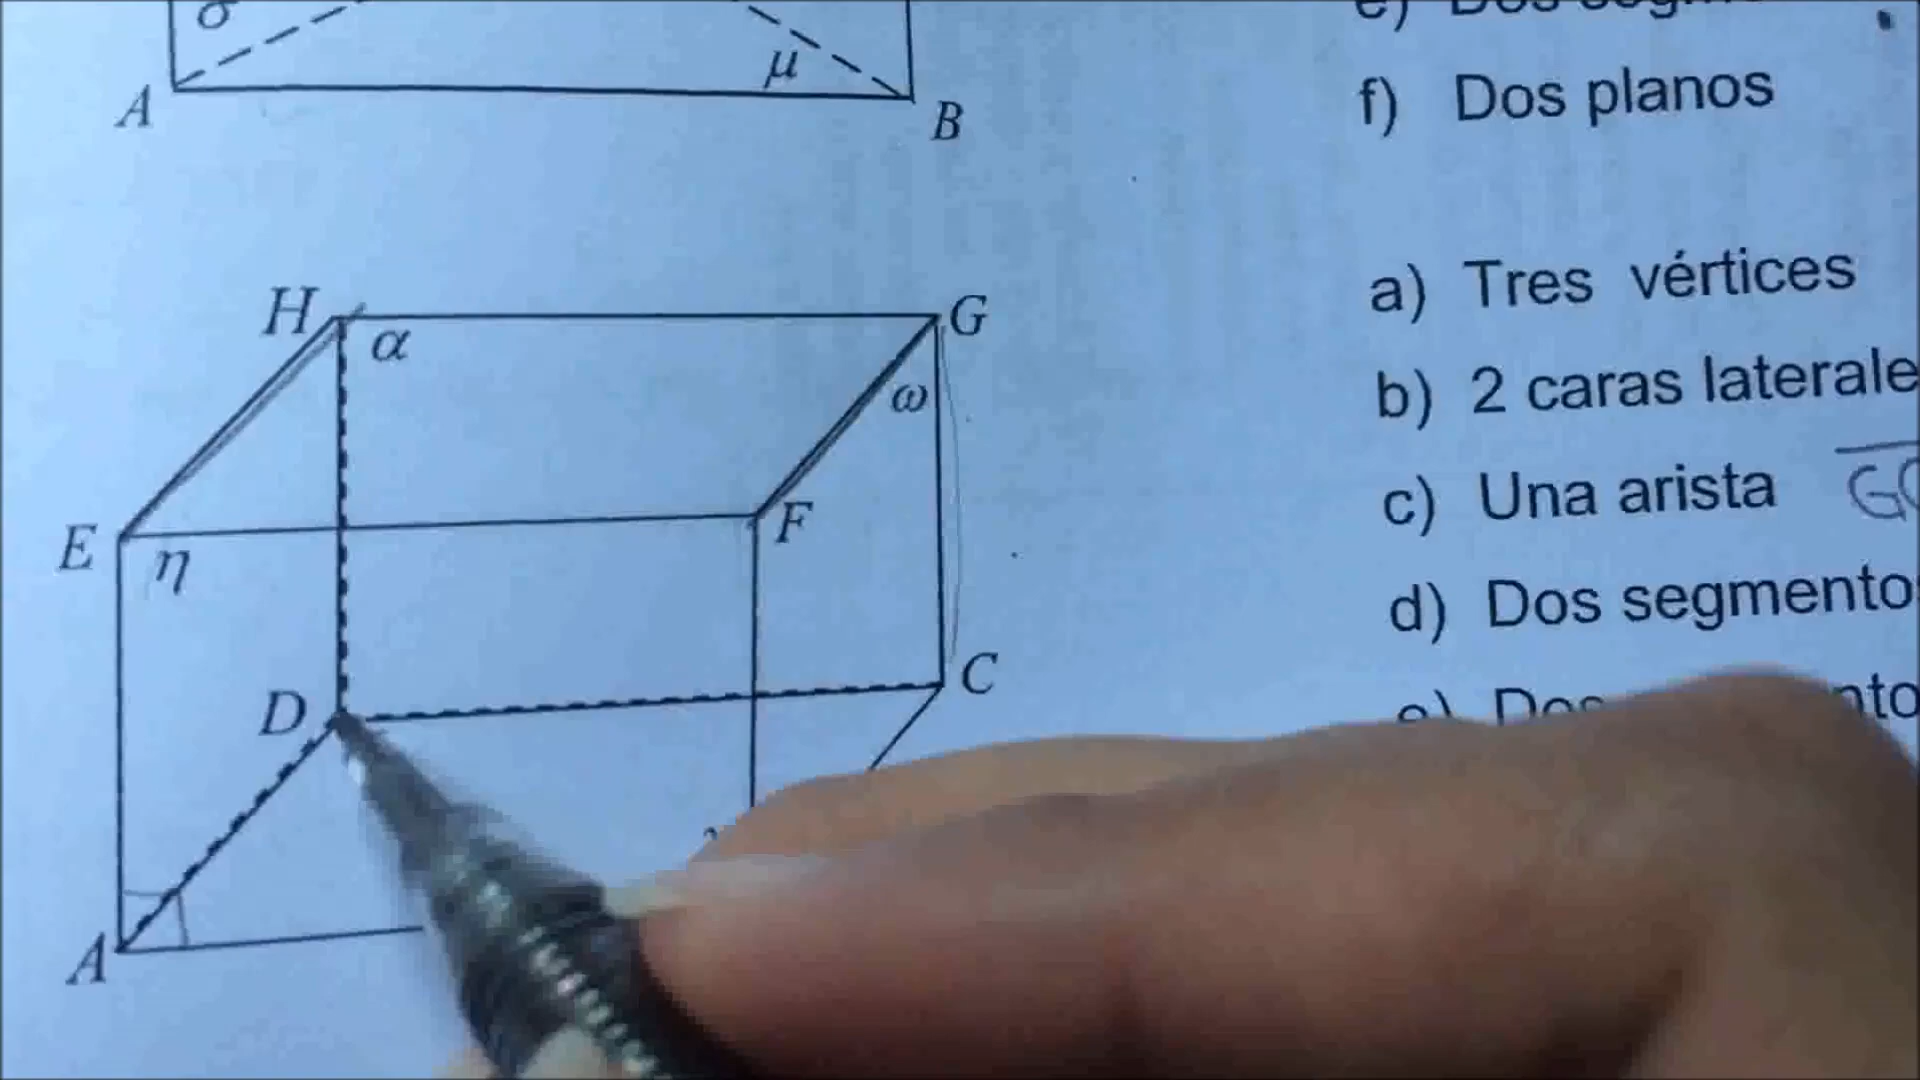 σ
μ
A
B
f) Dos planos
H
α
G
ω
E
η
F
D
C
A
a) Tres vértices
b) 2 caras laterale
c) Una arista
d) Dos segmento